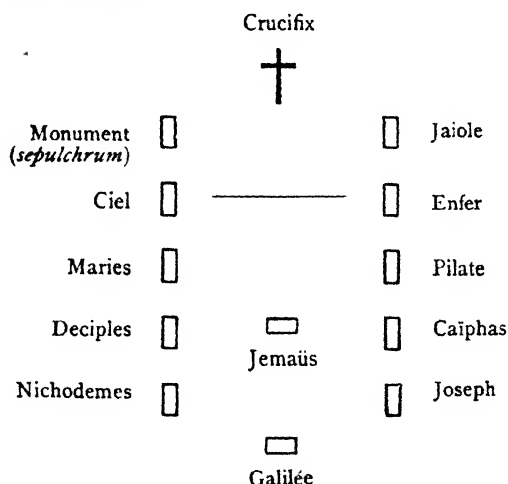 Crucifix
Monument
(sepulchrum)
Jaiole
Ciel
Enfer
Maries
Pilate
Deciples
Caïphas
Jemaüs
Nichodemes
Joseph
Galilée